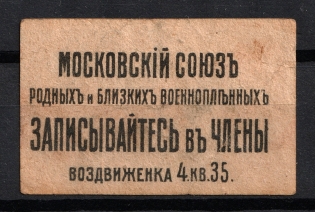 МОСКОВСКІЙ СОЮЗЪ
РОДНЫХЪ и БЛИЗКИХЪ ВОЕННОПЛѢННЫХЪ
ЗАПИСЫВАЙТЕСЬ ВЪ ЧЛЕНЫ
ВОЗДВИЖЕНКА 4.КВ.35.